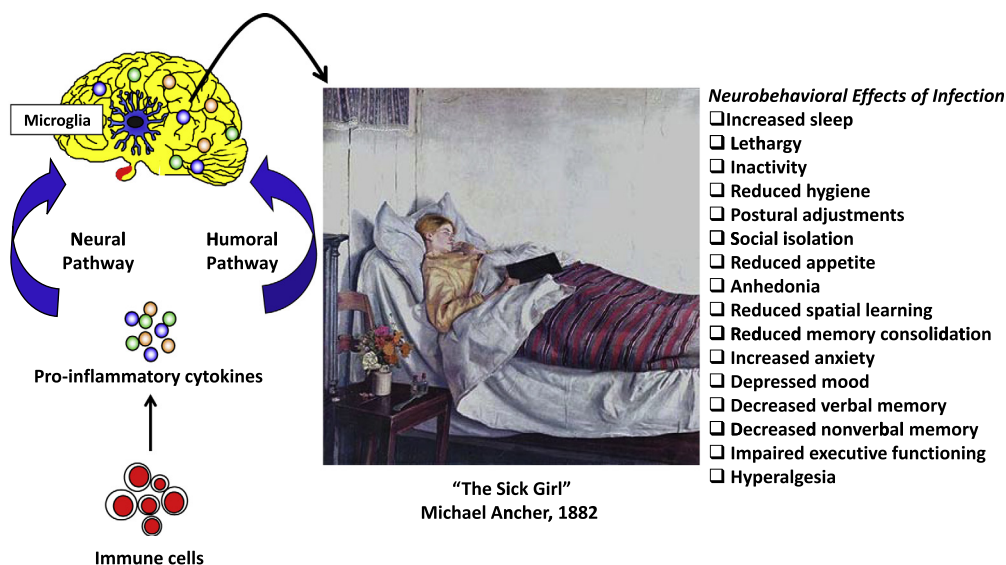 Microglia
Neural
Pathway
Humoral
Pathway
Pro-inflammatory cytokines
Immune cells
“The Sick Girl”
Michael Ancher, 1882
Neurobehavioral Effects of Infection
❑Increased sleep
❑ Lethargy
❑ Inactivity
❑ Reduced hygiene
❑ Postural adjustments
❑ Social isolation
❑ Reduced appetite
❑ Anhedonia
❑ Reduced spatial learning
❑ Reduced memory consolidation
❑ Increased anxiety
❑ Depressed mood
❑ Decreased verbal memory
❑ Decreased nonverbal memory
❑ Impaired executive functioning
❑ Hyperalgesia